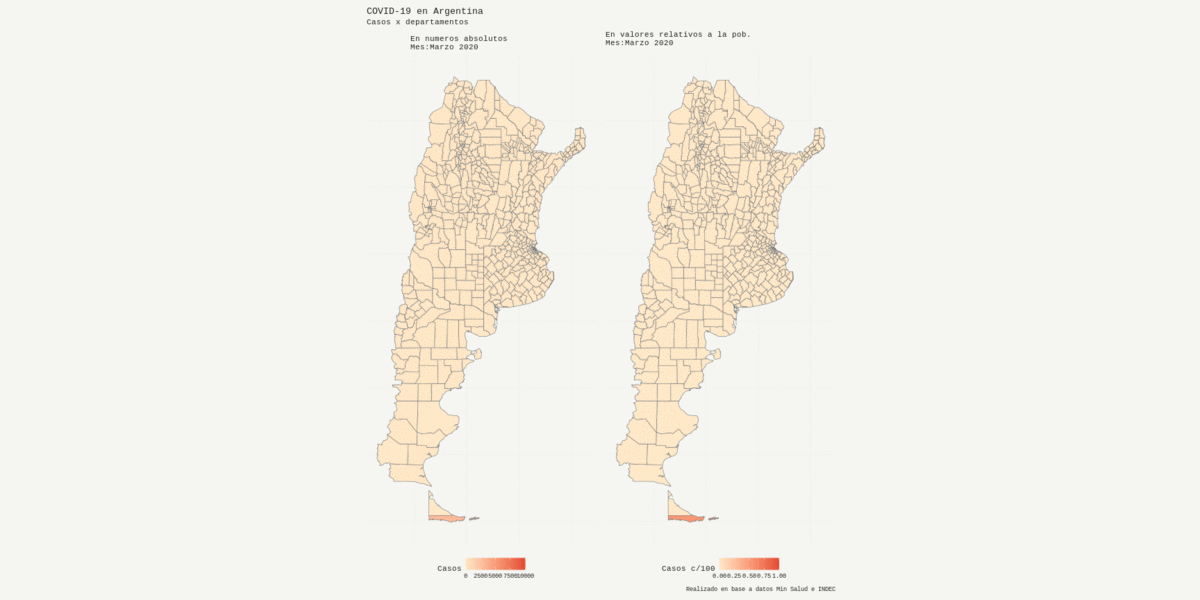 COVID-19 en Argentina
Casos x departamentos
En numeros absolutos
Mes:Marzo 2020
En valores relativos a la pob.
Mes:Marzo 2020
Casos
0 2500 5000 7500 10000
Casos c/100
0.00 0.25 0.50 0.75 1.00
Realizado en base a datos Min Salud e INDEC